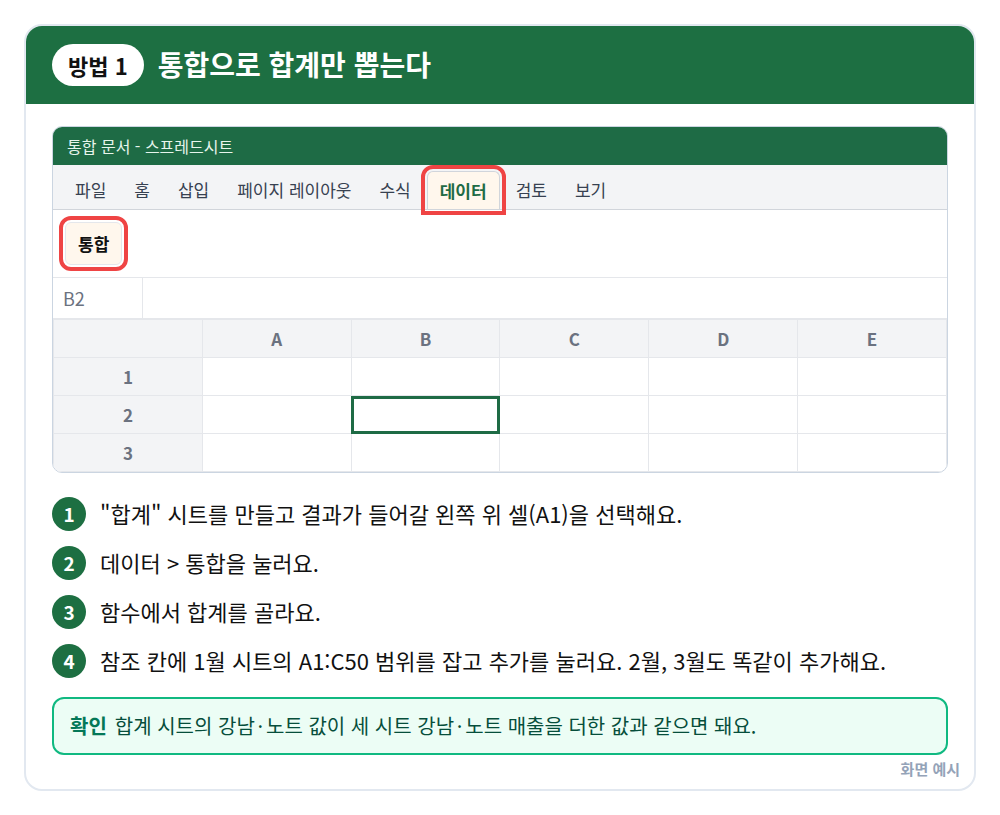 방법 1 통합으로 합계만 뽑는다
통합 문서 - 스프레드시트
파일 홈 삽입 페이지 레이아웃 수식 데이터 검토 보기
통합
B2
A B C D E
1
2
3
1 "합계" 시트를 만들고 결과가 들어갈 왼쪽 위 셀(A1)을 선택해요.
2 데이터 > 통합을 눌러요.
3 함수에서 합계를 골라요.
4 참조 칸에 1월 시트의 A1:C50 범위를 잡고 추가를 눌러요. 2월, 3월도 똑같이 추가해요.
확인 합계 시트의 강남·노트 값이 세 시트 강남·노트 매출을 더한 값과 같으면 돼요.
화면 예시